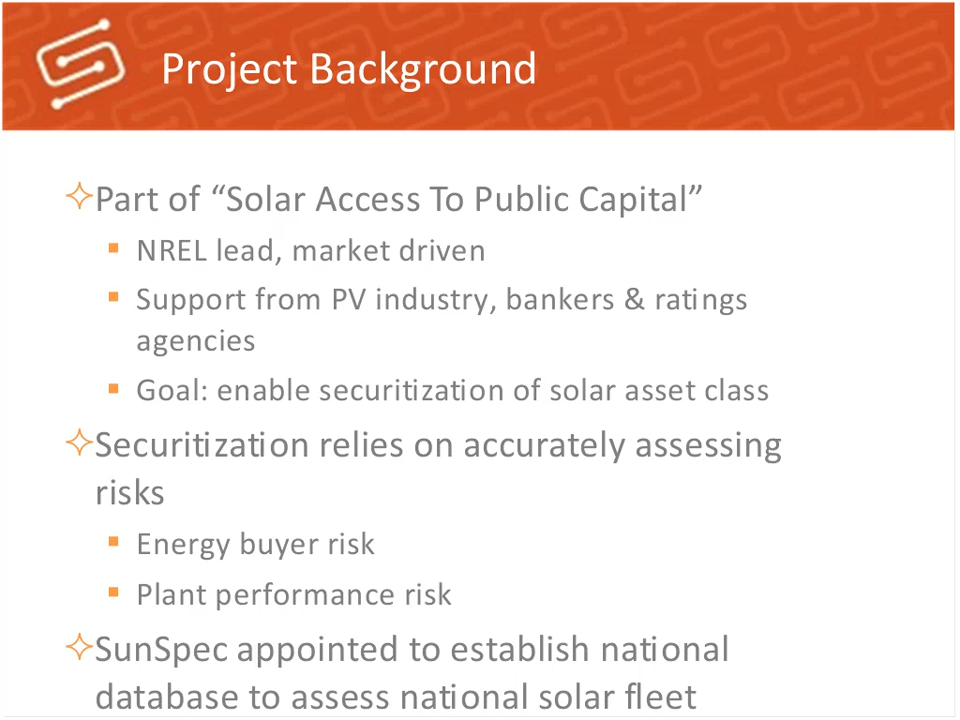 Project Background
Part of “Solar Access To Public Capital”
NREL lead, market driven
Support from PV industry, bankers & ratings
agencies
Goal: enable securitization of solar asset class
Securitization relies on accurately assessing
risks
Energy buyer risk
Plant performance risk
SunSpec appointed to establish national
database to assess national solar fleet